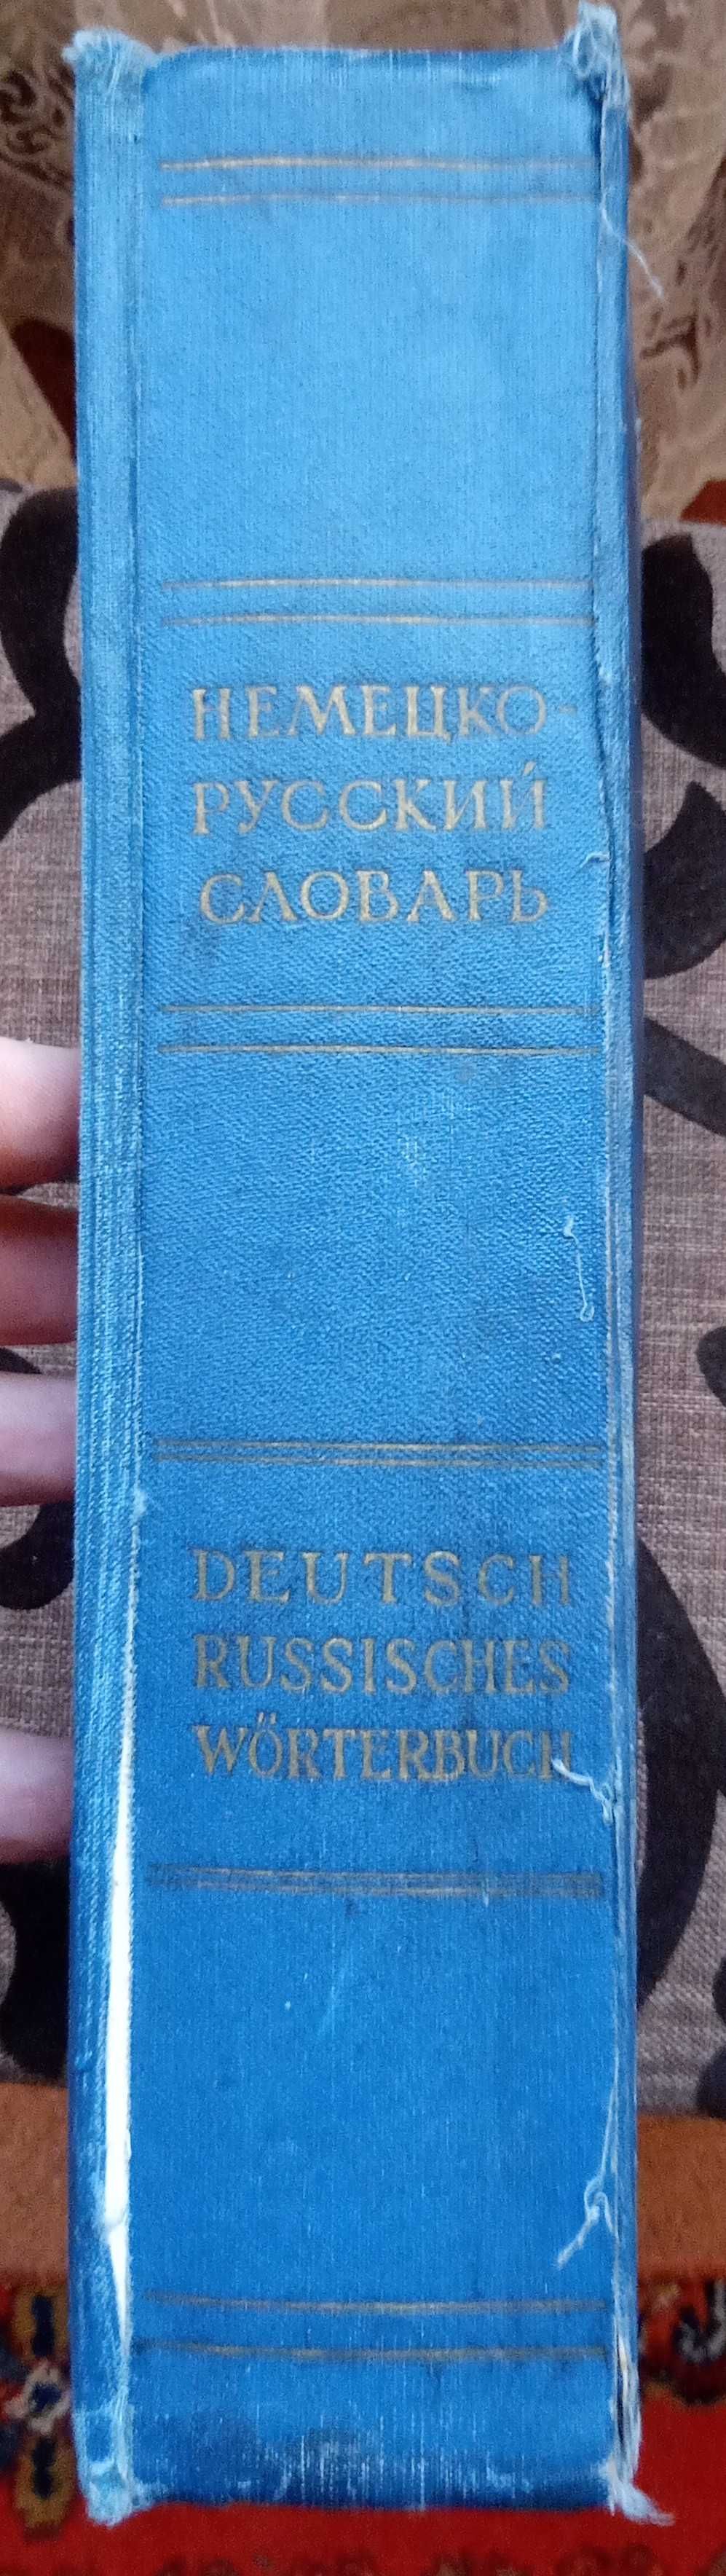 НЕМЕЦКО-
РУССКИЙ
СЛОВАРЬ
DEUTSCH
RUSSISCHES
WÖRTERBUCH